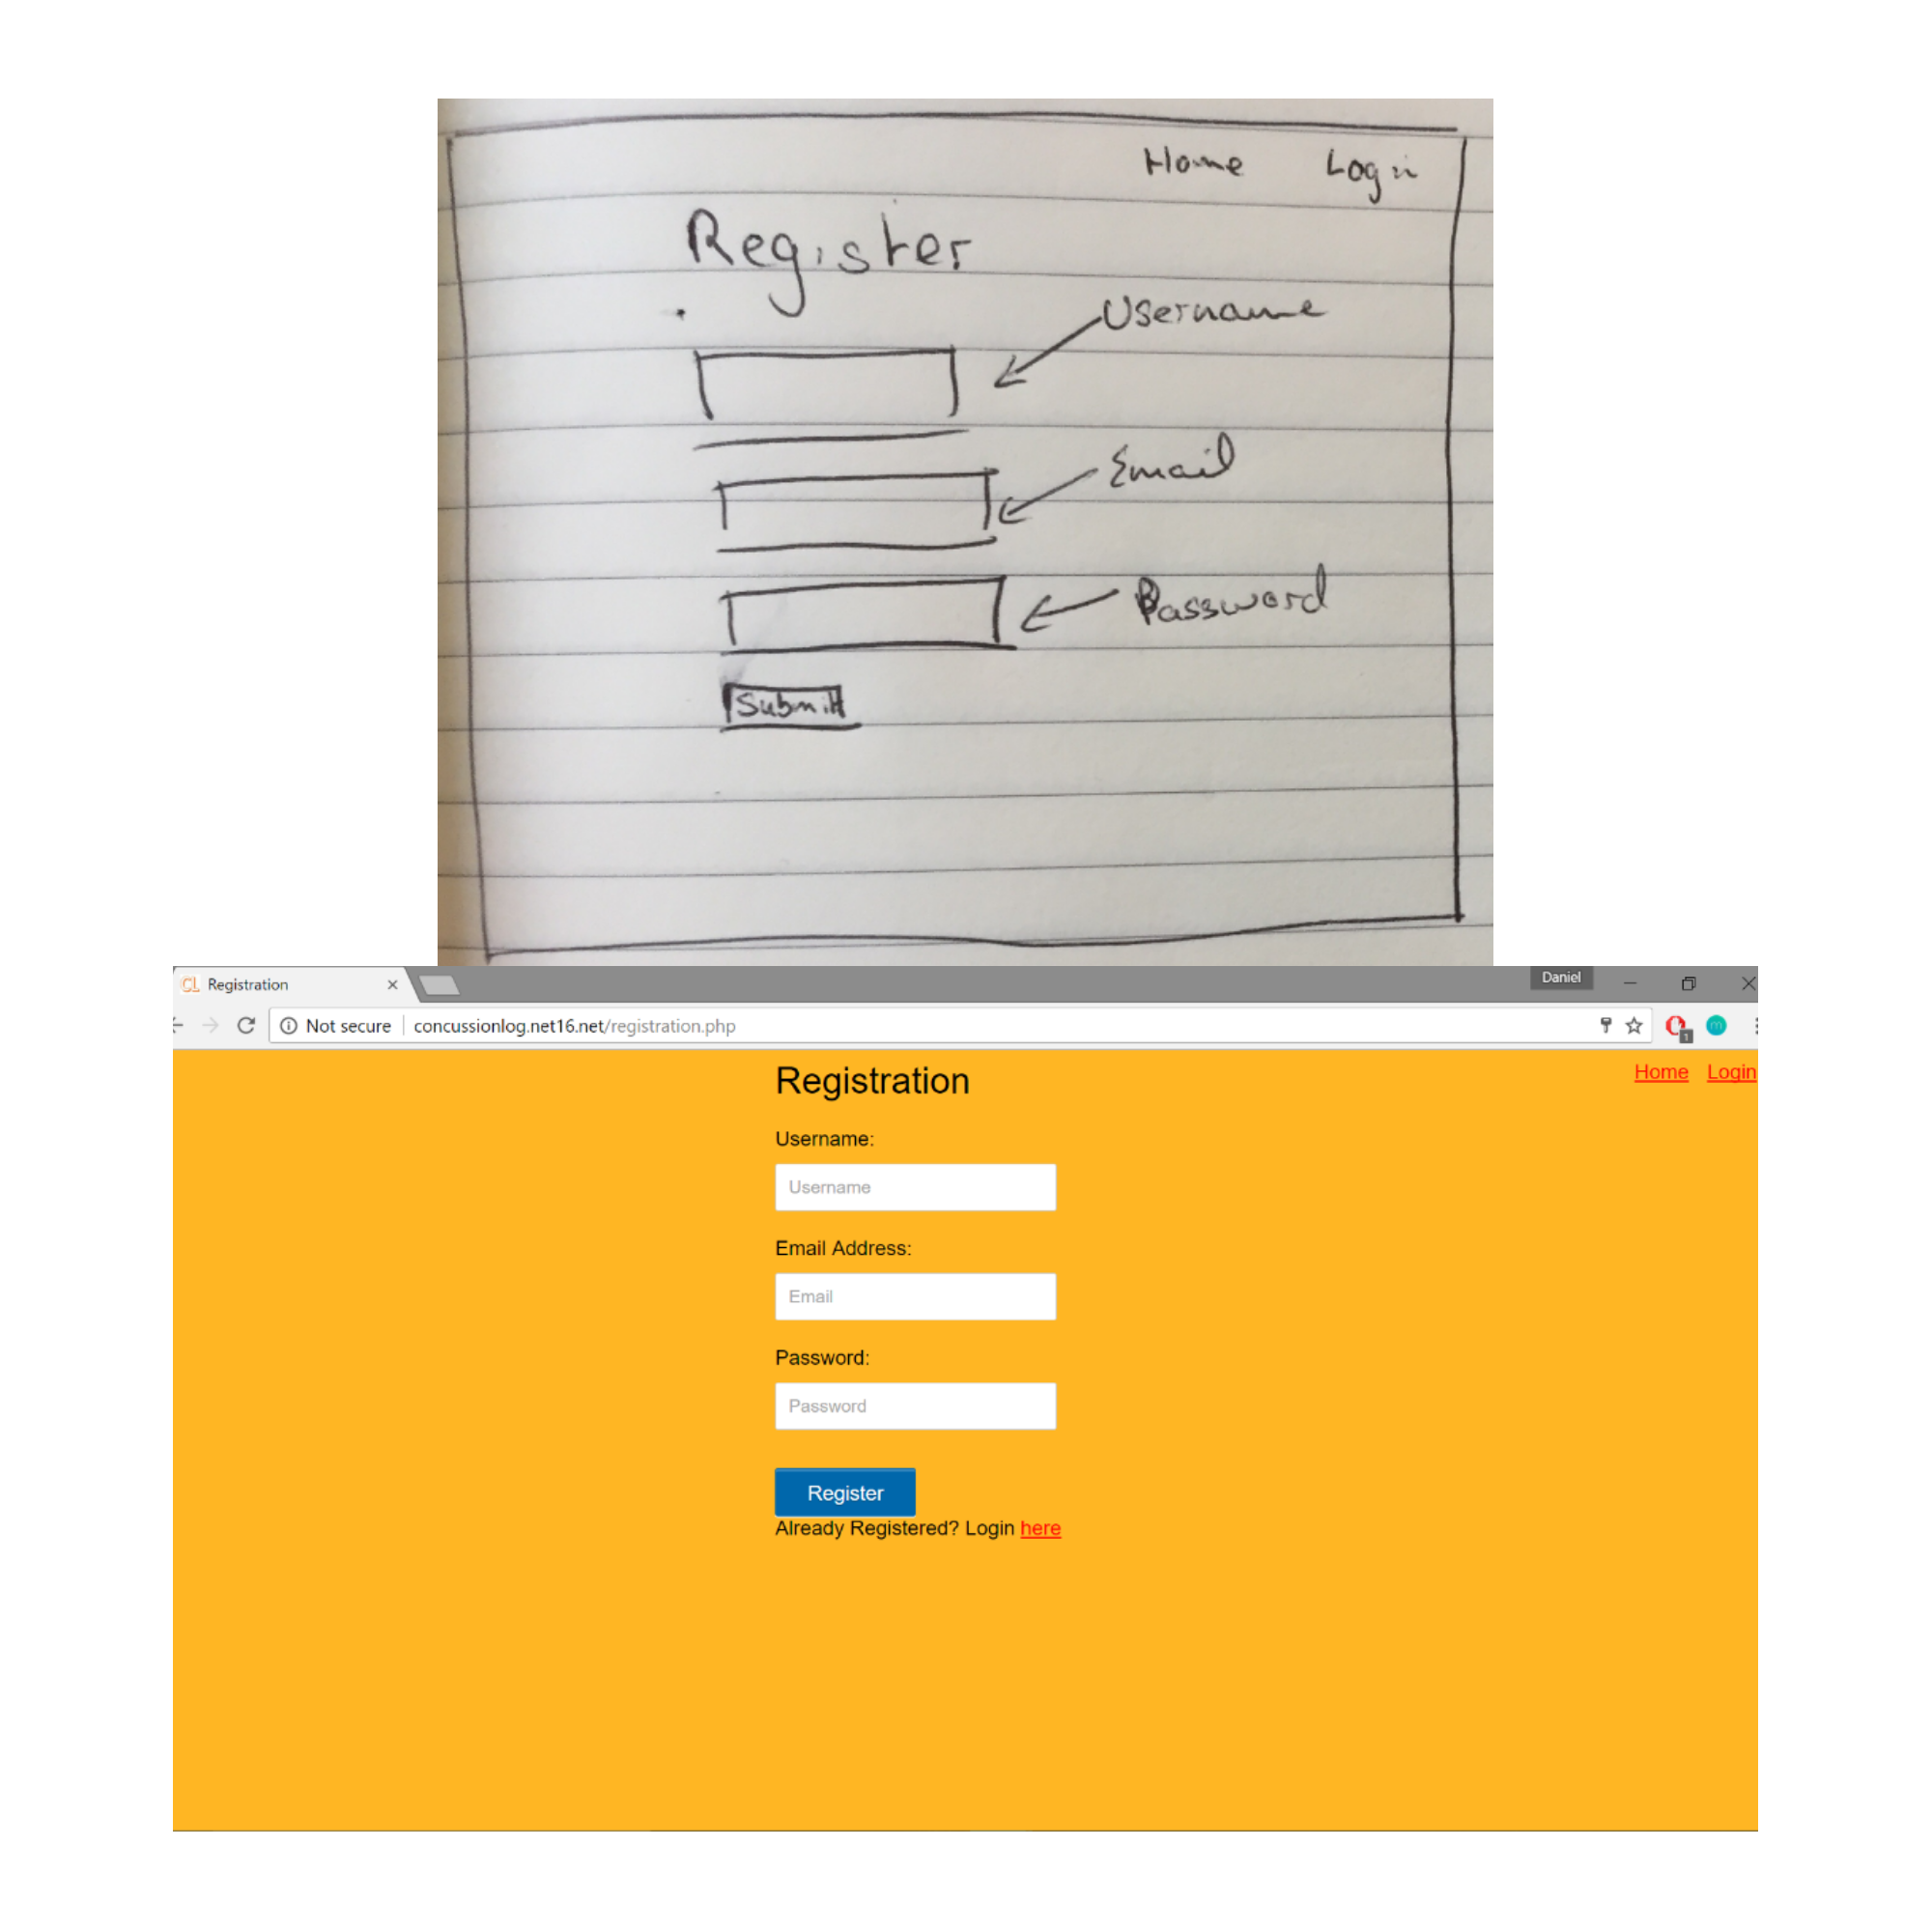 Home Login
Register
Username
Email
Password
Submit
CL Registration
Daniel
Not secure concussionlog.net16.net/registration.php
1 m
Registration
Home Login
Username:
Username
Email Address:
Email
Password:
Password
Register
Already Registered? Login here